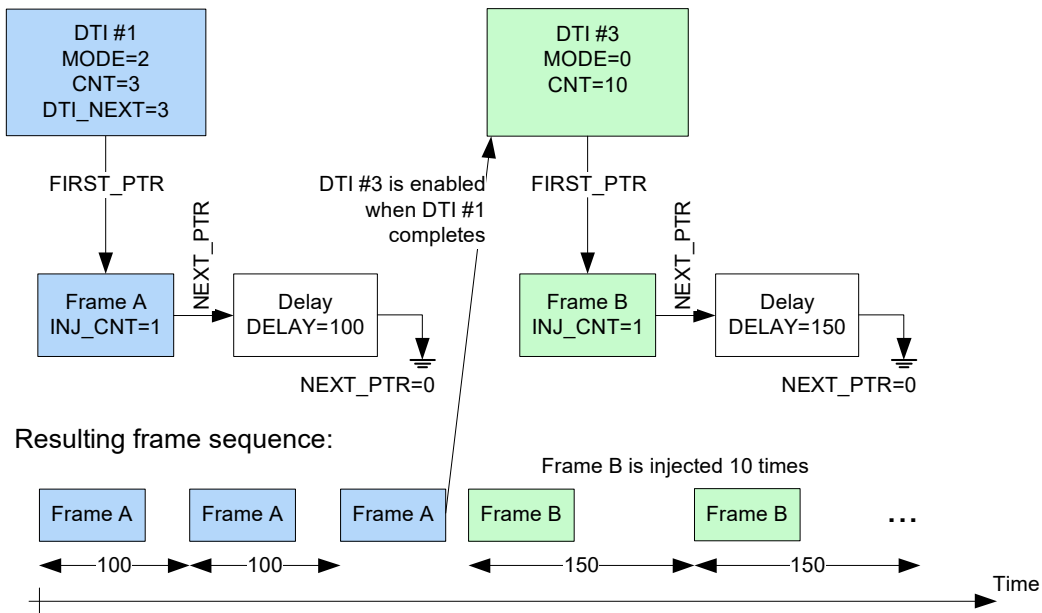 DTI #1
MODE=2
CNT=3
DTI_NEXT=3
DTI #3
MODE=0
CNT=10
FIRST_PTR
NEXT_PTR
DTI #3 is enabled
when DTI #1
completes
FIRST_PTR
NEXT_PTR
Frame A
INJ_CNT=1
Delay
DELAY=100
NEXT_PTR=0
Frame B
INJ_CNT=1
Delay
DELAY=150
NEXT_PTR=0
Resulting frame sequence:
Frame B is injected 10 times
Frame A
Frame A
Frame A
Frame B
Frame B
...
100
100
150
150
Time